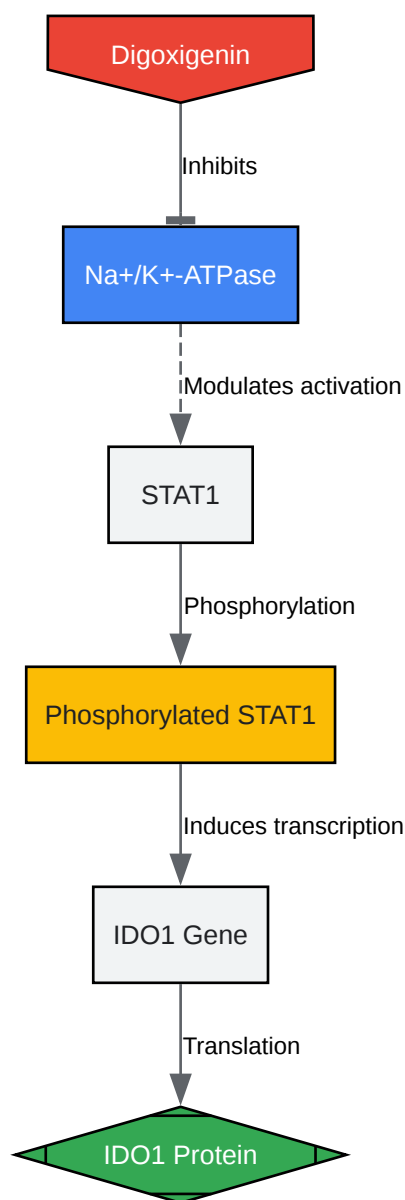 Digoxigenin
Inhibits
Na+/K+-ATPase
Modulates activation
STAT1
Phosphorylation
Phosphorylated STAT1
Induces transcription
IDO1 Gene
Translation
IDO1 Protein